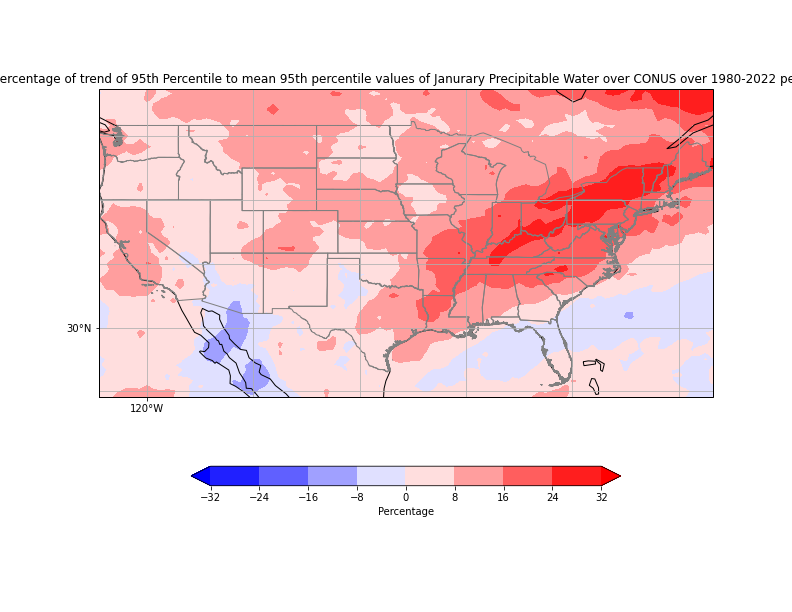 ercentage of trend of 95th Percentile to mean 95th percentile values of Janurary Precipitable Water over CONUS over 1980-2022 pe
30°N
120°W
−32 −24 −16 −8 0 8 16 24 32
Percentage